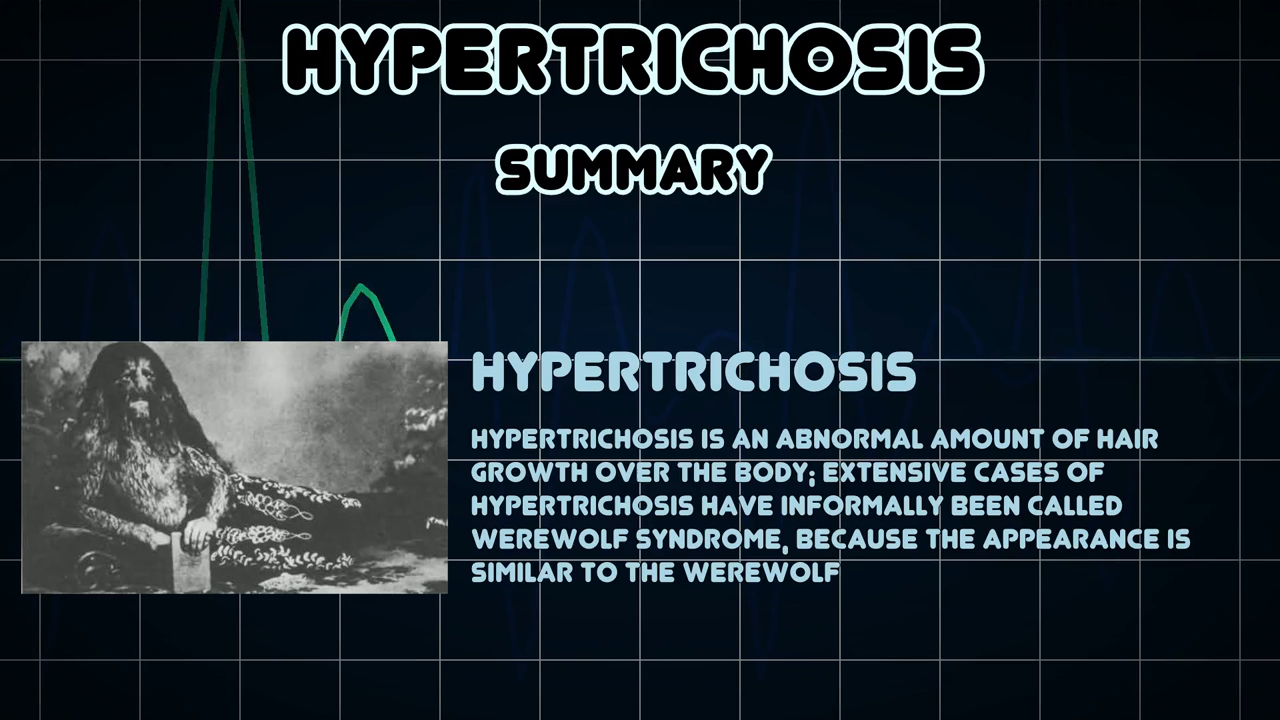 HYPERTRICHOSIS
SUMMARY
HYPERTRICHOSIS
HYPERTRICHOSIS IS AN ABNORMAL AMOUNT OF HAIR
GROWTH OVER THE BODY; EXTENSIVE CASES OF
HYPERTRICHOSIS HAVE INFORMALLY BEEN CALLED
WEREWOLF SYNDROME, BECAUSE THE APPEARANCE IS
SIMILAR TO THE WEREWOLF